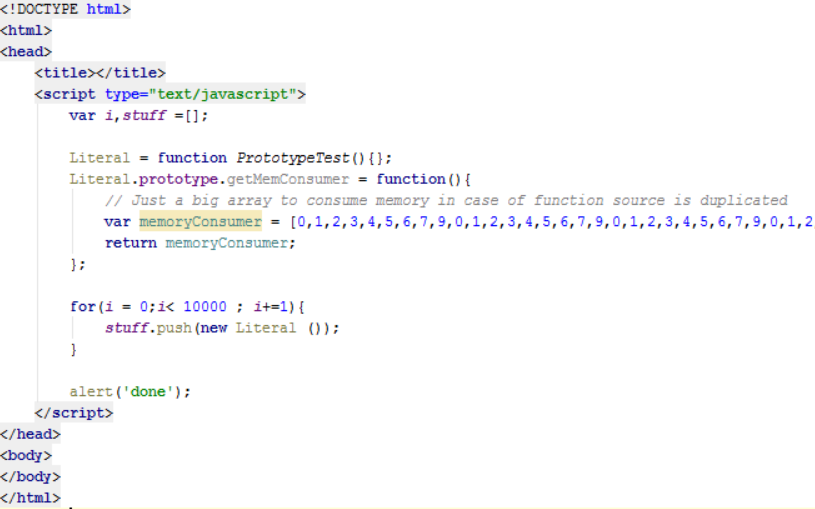 <!DOCTYPE html>
<html>
<head>
    <title></title>
    <script type="text/javascript">
        var i,stuff =[];

        Literal = function PrototypeTest(){};
        Literal.prototype.getMemConsumer = function(){
            // Just a big array to consume memory in case of function source is duplicated
            var memoryConsumer = [0,1,2,3,4,5,6,7,9,0,1,2,3,4,5,6,7,9,0,1,2,3,4,5,6,7,9,0,1,2
            return memoryConsumer;
        };

        for(i = 0;i< 10000 ; i+=1){
            stuff.push(new Literal ());
        }

        alert('done');
    </script>
</head>
<body>
</body>
</html>